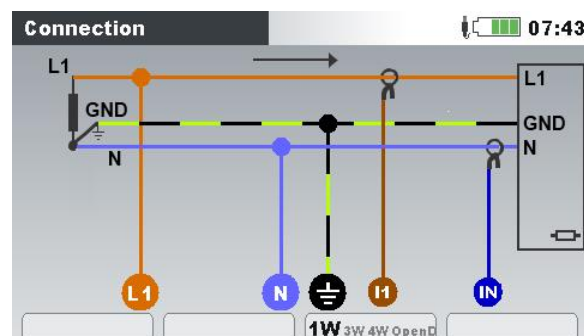 Connection 07:43
L1 L1
GND GND
N N
L1 N I1 IN
1W 3W 4W OpenD